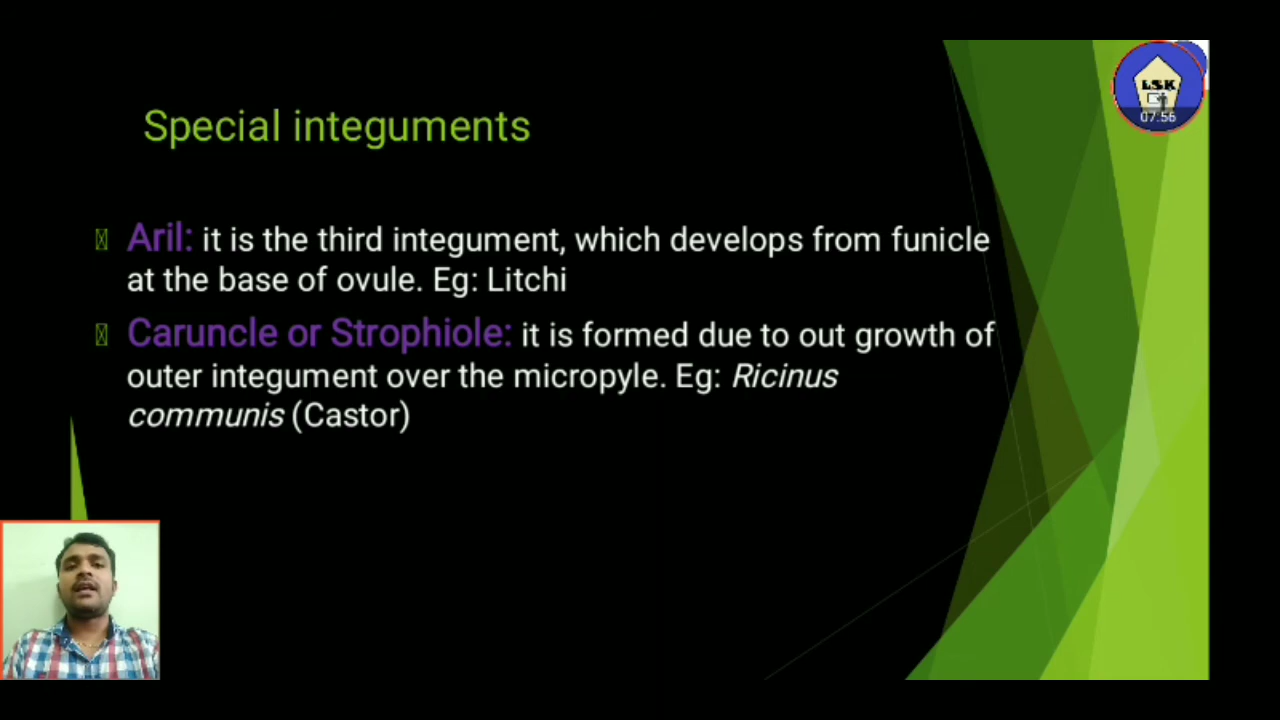 LSK
07:56
Special integuments
Aril: it is the third integument, which develops from funicle
at the base of ovule. Eg: Litchi
Caruncle or Strophiole: it is formed due to out growth of
outer integument over the micropyle. Eg: Ricinus
communis (Castor)